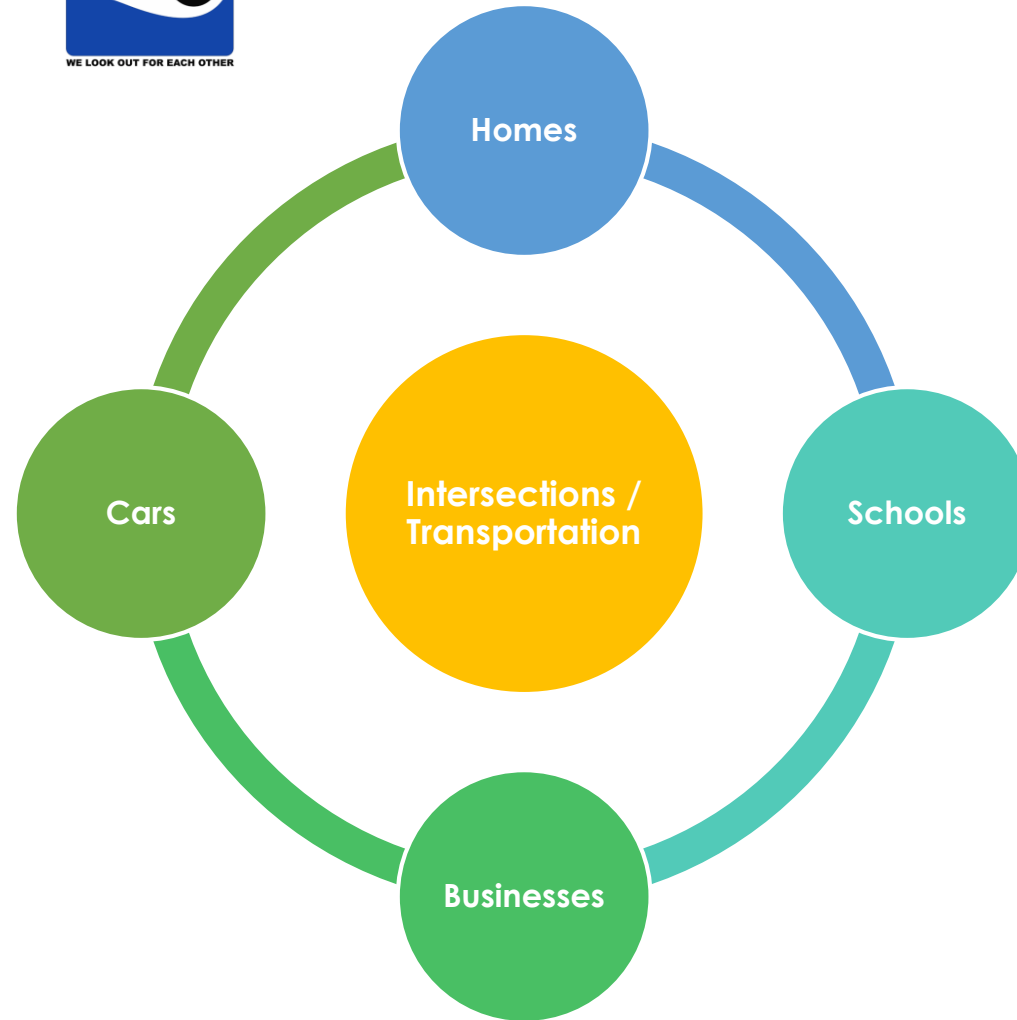 WE LOOK OUT FOR EACH OTHER
Homes
Cars
Intersections /
Transportation
Schools
Businesses